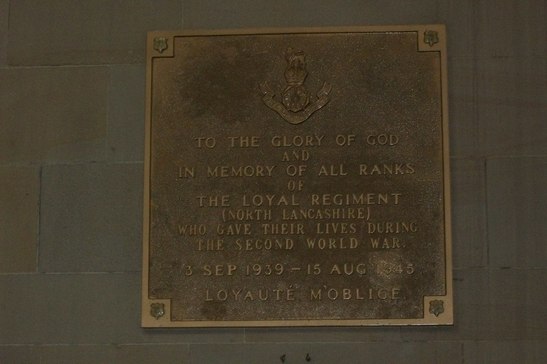 TO THE GLORY OF GOD
AND
IN MEMORY OF ALL RANKS
OF
THE LOYAL REGIMENT
(NORTH LANCASHIRE)
WHO GAVE THEIR LIVES DURING
THE SECOND WORLD WAR.
3 SEP 1939 – 15 AUG 1945
LOYAUTÉ M'OBLIGE